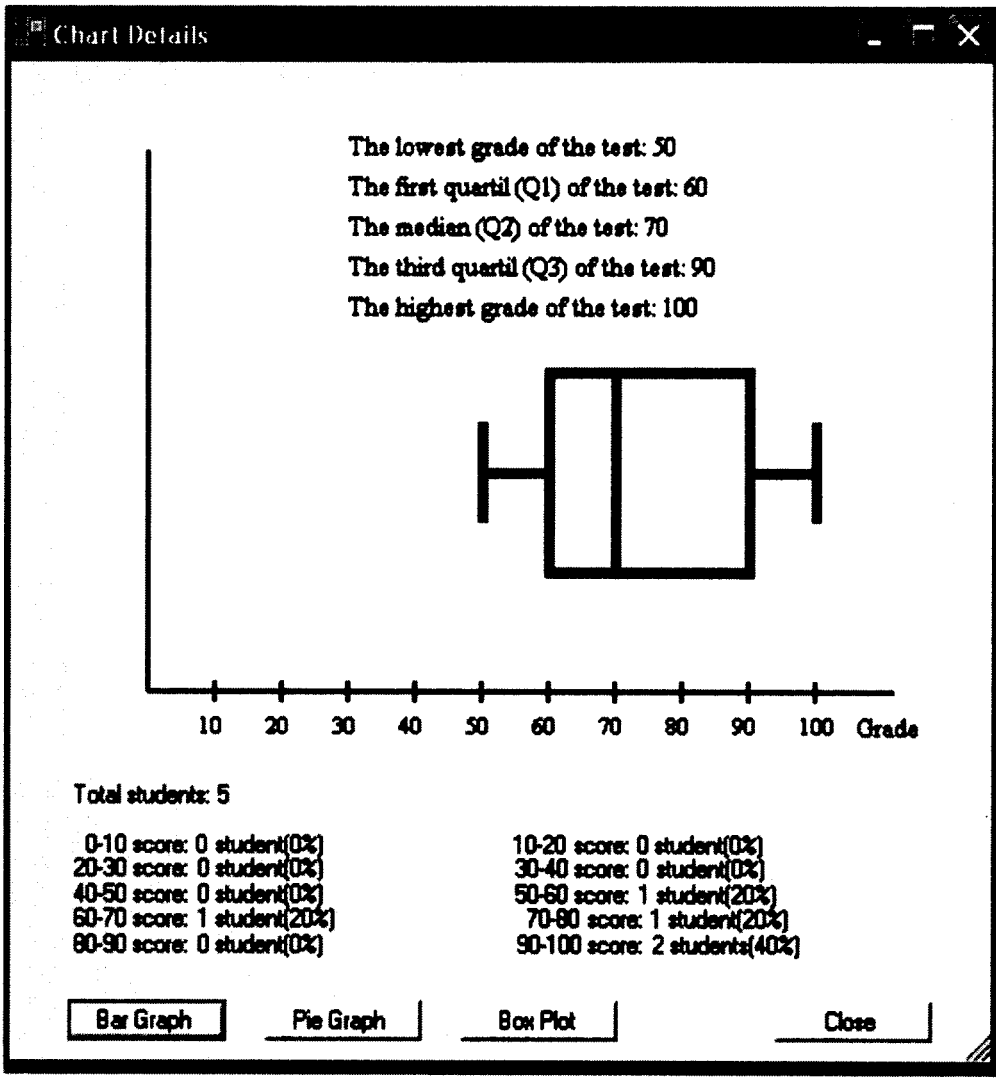 Chart Details
The lowest grade of the test: 50
The first quartil (Q1) of the test: 60
The median (Q2) of the test: 70
The third quartil (Q3) of the test: 90
The highest grade of the test: 100
10 20 30 40 50 60 70 80 90 100 Grade
Total students: 5
0-10 score: 0 student(0%) 10-20 score: 0 student(0%)
20-30 score: 0 student(0%) 30-40 score: 0 student(0%)
40-50 score: 0 student(0%) 50-60 score: 1 student(20%)
60-70 score: 1 student(20%) 70-80 score: 1 student(20%)
80-90 score: 0 student(0%) 90-100 score: 2 students(40%)
Bar Graph Pie Graph Box Plot Close